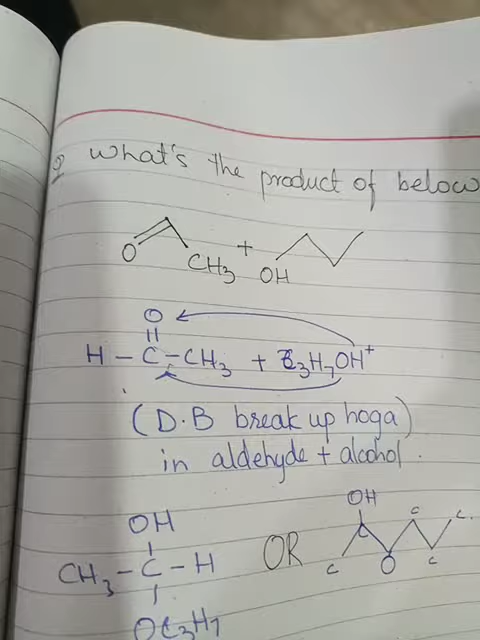 Q What's the product of below
O CH3 + OH
O
H - C - CH3 + C3H7OH+
(D.B break up hoga)
in aldehyde + alcohol.
OH OH
CH3 - C - H OR C C O C C C
OC3H7